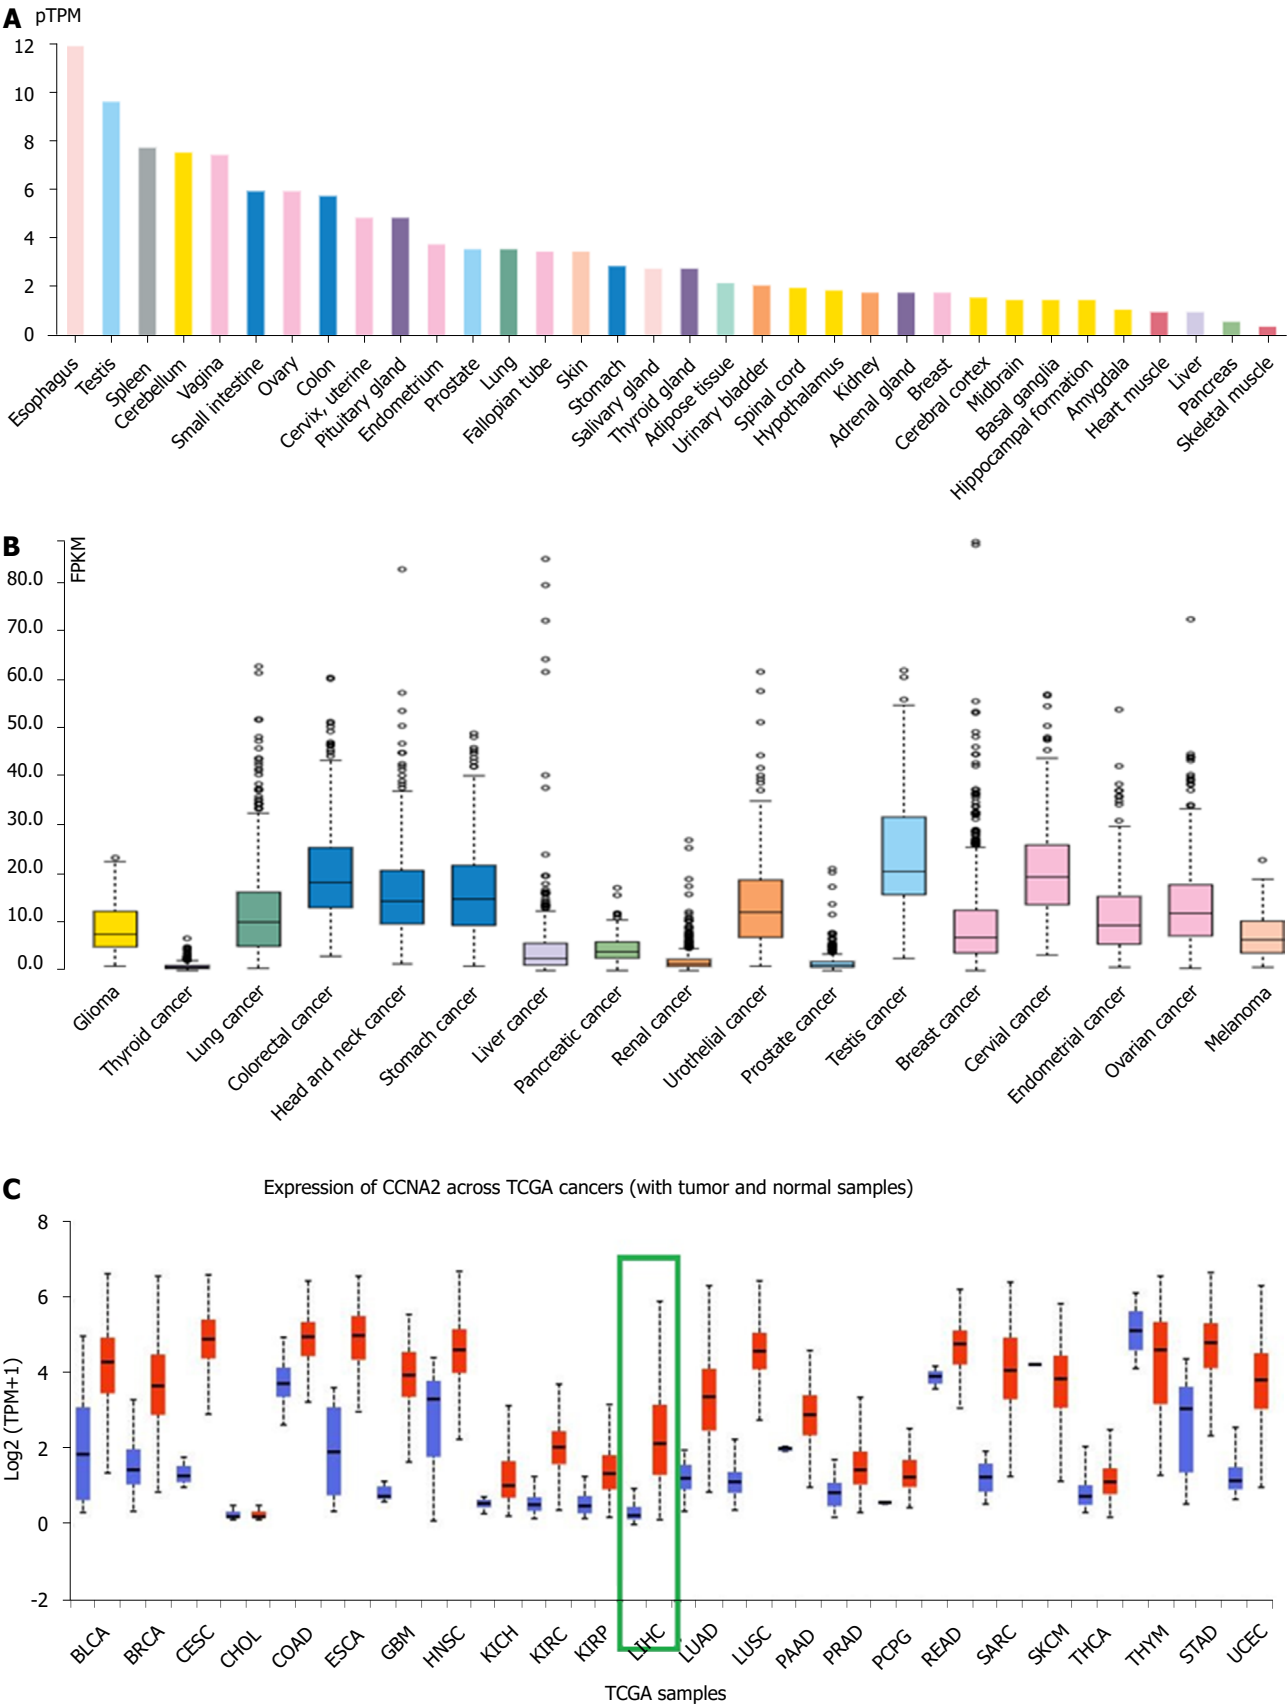 A pTPM
12
10
8
6
4
2
0
Esophagus
Testis
Spleen
Cerebellum
Vagina
Small intestine
Ovary
Colon
Cervix, uterine
Pituitary gland
Endometrium
Prostate
Lung
Fallopian tube
Skin
Stomach
Salivary gland
Thyroid gland
Adipose tissue
Urinary bladder
Spinal cord
Hypothalamus
Kidney
Adrenal gland
Breast
Cerebral cortex
Midbrain
Basal ganglia
Hippocampal formation
Amygdala
Heart muscle
Liver
Pancreas
Skeletal muscle
B
FPKM
80.0
70.0
60.0
50.0
40.0
30.0
20.0
10.0
0.0
Glioma
Thyroid cancer
Lung cancer
Colorectal cancer
Head and neck cancer
Stomach cancer
Liver cancer
Pancreatic cancer
Renal cancer
Urothelial cancer
Prostate cancer
Testis cancer
Breast cancer
Cervial cancer
Endometrial cancer
Ovarian cancer
Melanoma
C
Expression of CCNA2 across TCGA cancers (with tumor and normal samples)
Log2 (TPM+1)
8
6
4
2
0
-2
BLCA
BRCA
CESC
CHOL
COAD
ESCA
GBM
HNSC
KICH
KIRC
KIRP
LIHC
LUAD
LUSC
PAAD
PRAD
PCPG
READ
SARC
SKCM
THCA
THYM
STAD
UCEC
TCGA samples